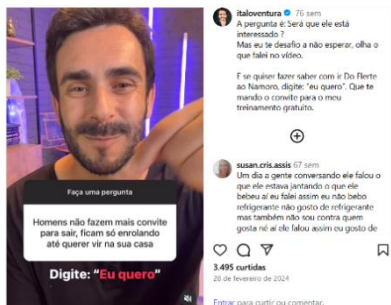 Faça uma pergunta
Homens não fazem mais convite
para sair, ficam só enrolando
até querer vir na sua casa
Digite: "Eu quero"
italoventura 76 sem
A pergunta é: Será que ele está
interessado ?
Mas eu te desafio a não esperar, olha o
que falei no vídeo.
E se quiser fazer saber com ir Do Flerte
ao Namoro, digite: "eu quero". Que te
mando o convite para o meu
treinamento gratuito.
susan.cris.assis 67 sem
Um dia a gente conversando ele falou o
que ele estava jantando o que ele
bebeu aí eu falei assim eu não bebo
refrigerante não gosto de refrigerante
mas também não sou contra quem
gosta né aí ele falou assim eu gosto de
3.495 curtidas
28 de fevereiro de 2024
Entrar para curtir ou comentar.